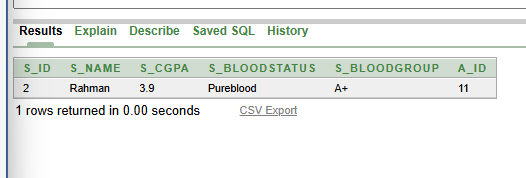 Results Explain Describe Saved SQL History
S_ID S_NAME S_CGPA S_BLOODSTATUS S_BLOODGROUP A_ID
2 Rahman 3.9 Pureblood A+ 11
1 rows returned in 0.00 seconds CSV Export